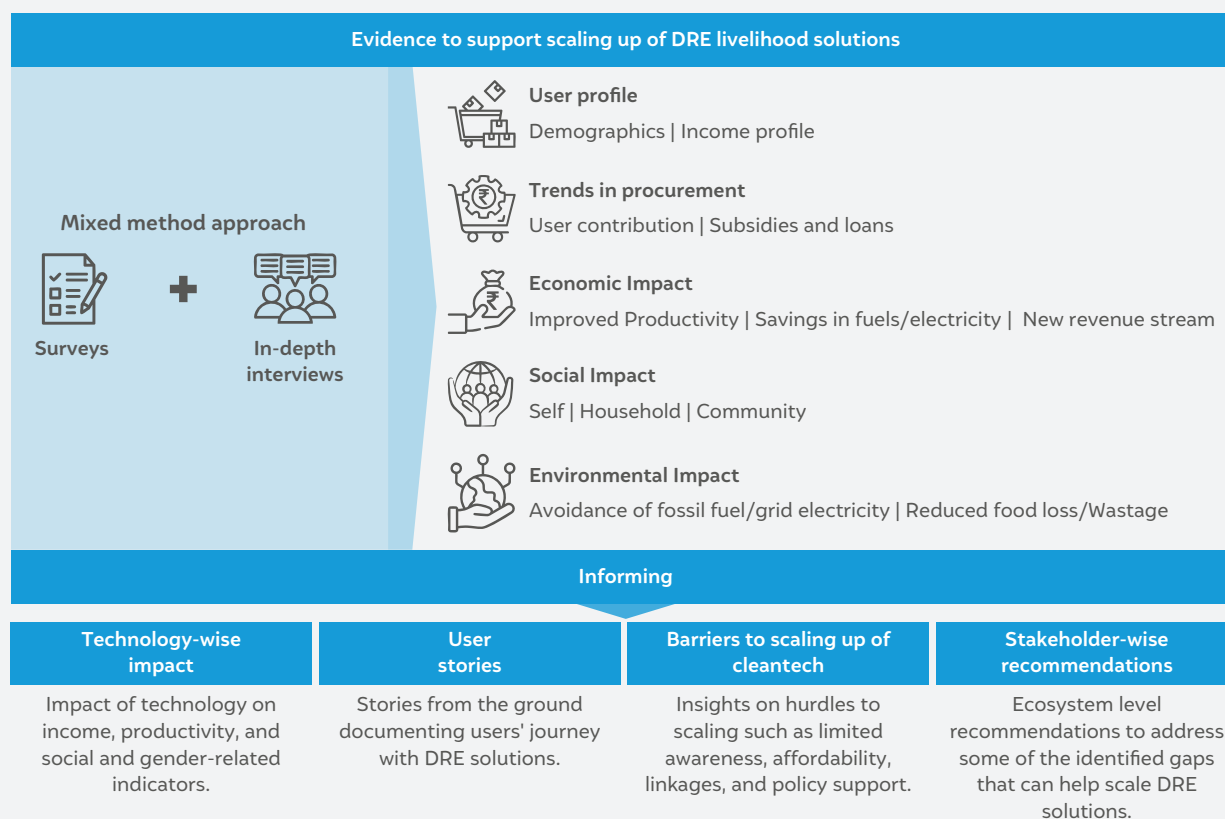 Evidence to support scaling up of DRE livelihood solutions
Mixed method approach
Surveys
In-depth
interviews
User profile
Demographics | Income profile
Trends in procurement
User contribution | Subsidies and loans
Economic Impact
Improved Productivity | Savings in fuels/electricity | New revenue stream
Social Impact
Self | Household | Community
Environmental Impact
Avoidance of fossil fuel/grid electricity | Reduced food loss/Wastage
Informing
Technology-wise
impact
Impact of technology on
income, productivity, and
social and gender-related
indicators.
User
stories
Stories from the ground
documenting users' journey
with DRE solutions.
Barriers to scaling up of
cleantech
Insights on hurdles to
scaling such as limited
awareness, affordability,
linkages, and policy support.
Stakeholder-wise
recommendations
Ecosystem level
recommendations to address
some of the identified gaps
that can help scale DRE
solutions.